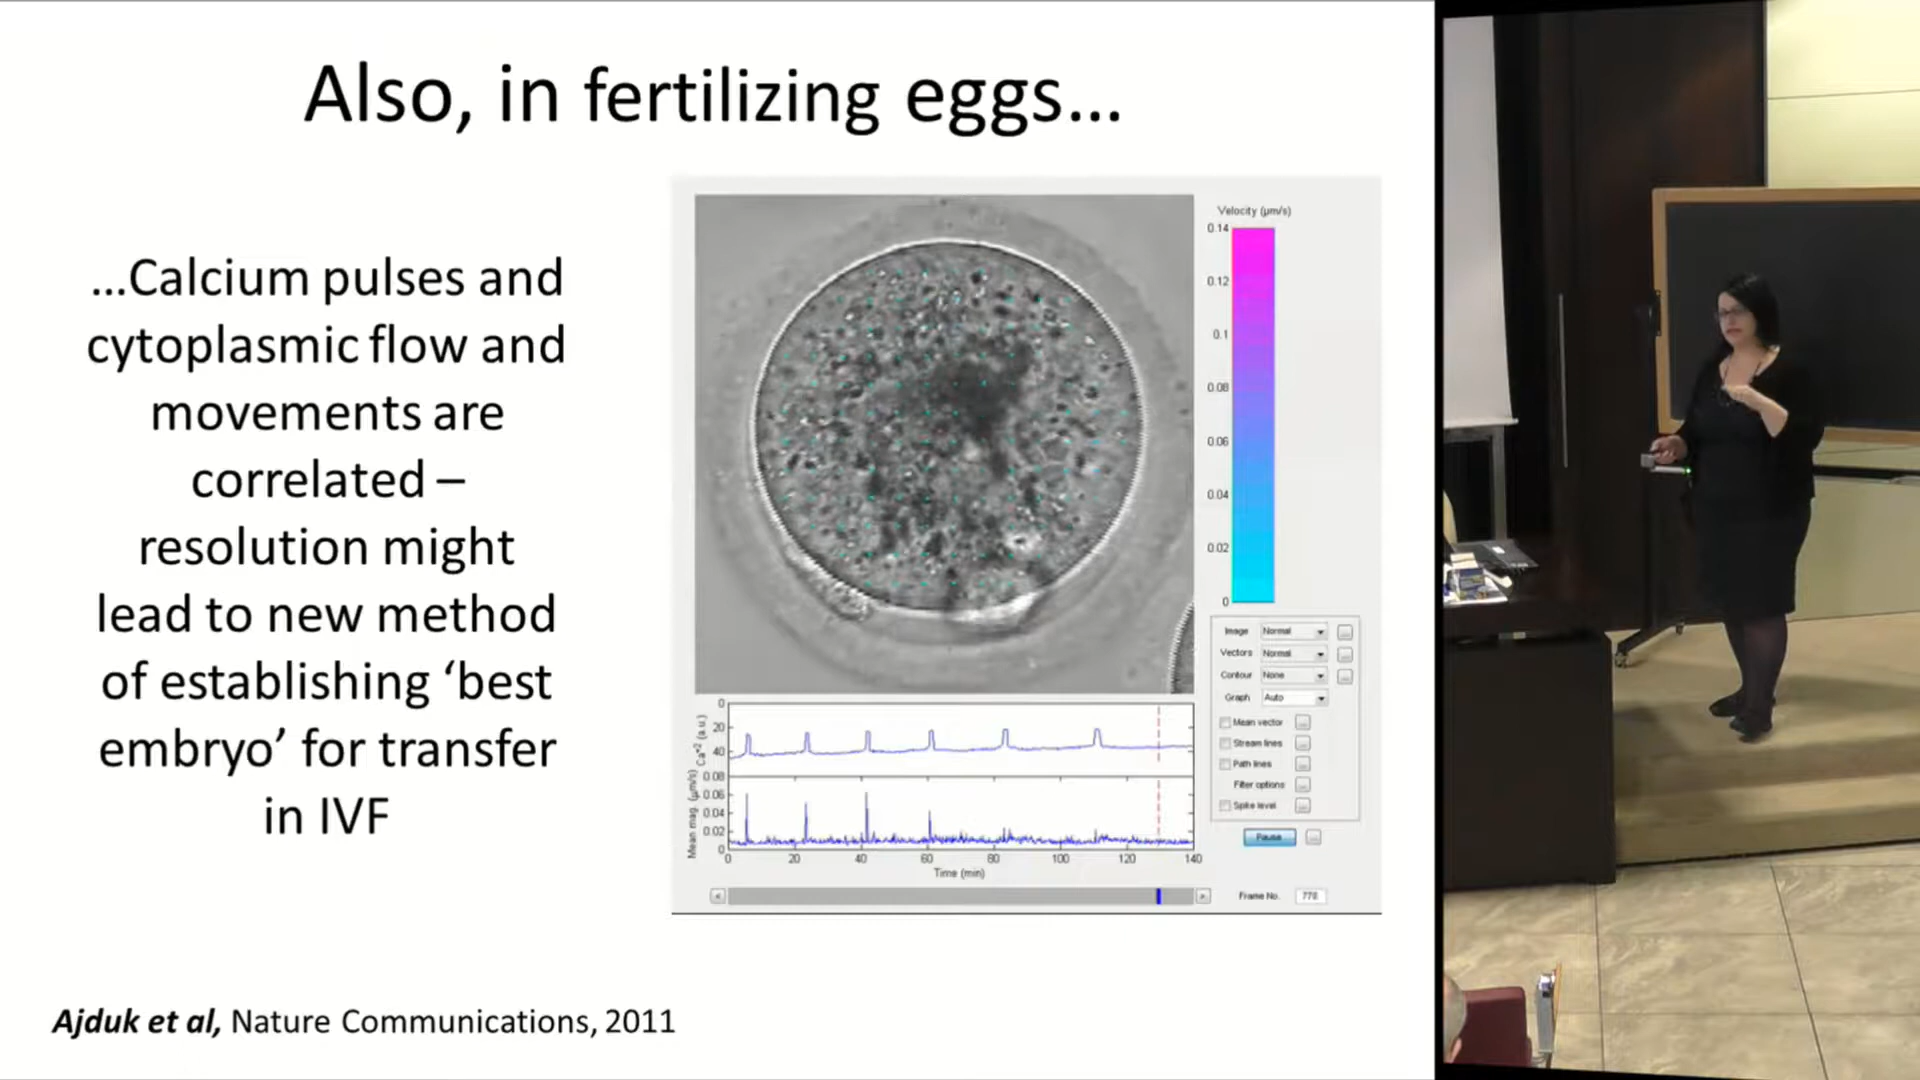 Also, in fertilizing eggs...
...Calcium pulses and
cytoplasmic flow and
movements are
correlated –
resolution might
lead to new method
of establishing ‘best
embryo’ for transfer
in IVF
Velocity (µm/s)
0.14
0.12
0.1
0.08
0.06
0.04
0.02
0
Image Normal ...
Vectors Normal ...
Contour None ...
Graph Auto
Mean vector ...
Stream lines ...
Path lines ...
Filter options ...
Spike level ...
Pause ...
Ca+2 (a.u.)
0
20
40
Mean mag. (µm/s)
0.08
0.06
0.04
0.02
0
0 20 40 60 80 100 120 140
Time (min)
< > Frame No. 778
Ajduk et al, Nature Communications, 2011